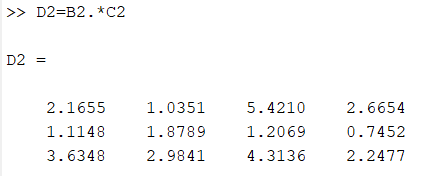 >> D2=B2.*C2
D2 =
2.1655 1.0351 5.4210 2.6654
1.1148 1.8789 1.2069 0.7452
3.6348 2.9841 4.3136 2.2477